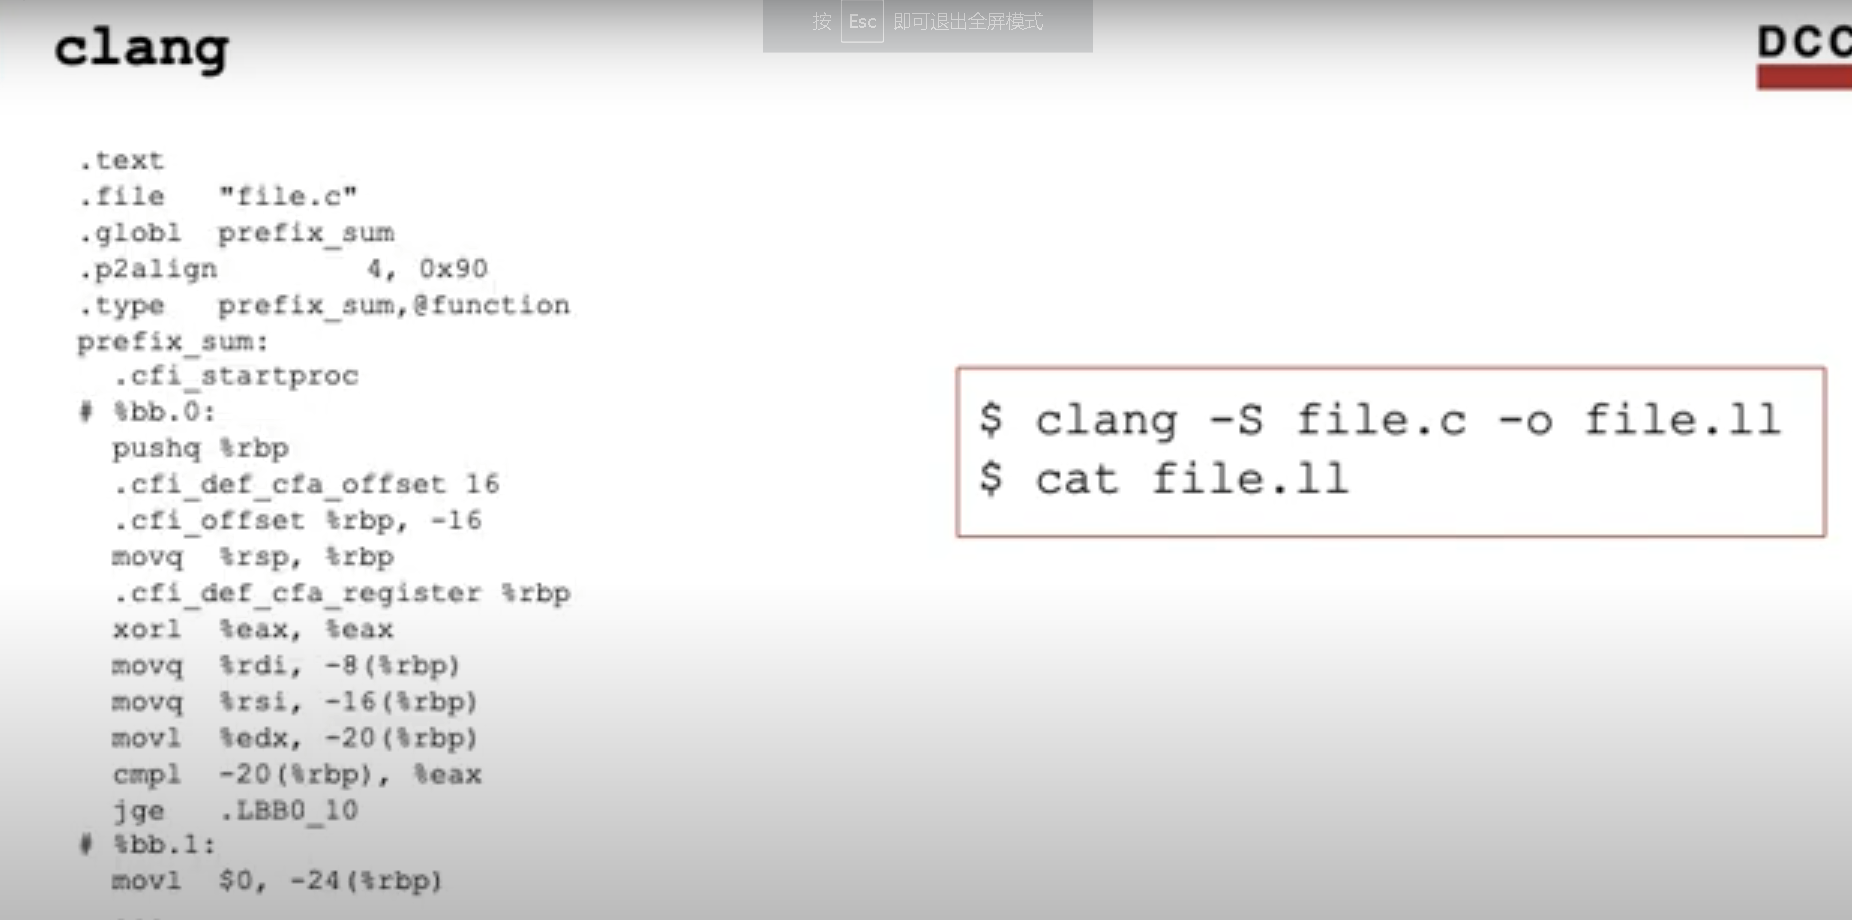 按 Esc 即可退出全屏模式
clang
DCC
.text
.file "file.c"
.globl prefix_sum
.p2align 4, 0x90
.type prefix_sum,@function
prefix_sum:
.cfi_startproc
# %bb.0:
pushq %rbp
.cfi_def_cfa_offset 16
.cfi_offset %rbp, -16
movq %rsp, %rbp
.cfi_def_cfa_register %rbp
xorl %eax, %eax
movq %rdi, -8(%rbp)
movq %rsi, -16(%rbp)
movl %edx, -20(%rbp)
cmpl -20(%rbp), %eax
jge .LBB0_10
# %bb.1:
movl $0, -24(%rbp)
...
$ clang -S file.c -o file.ll
$ cat file.ll